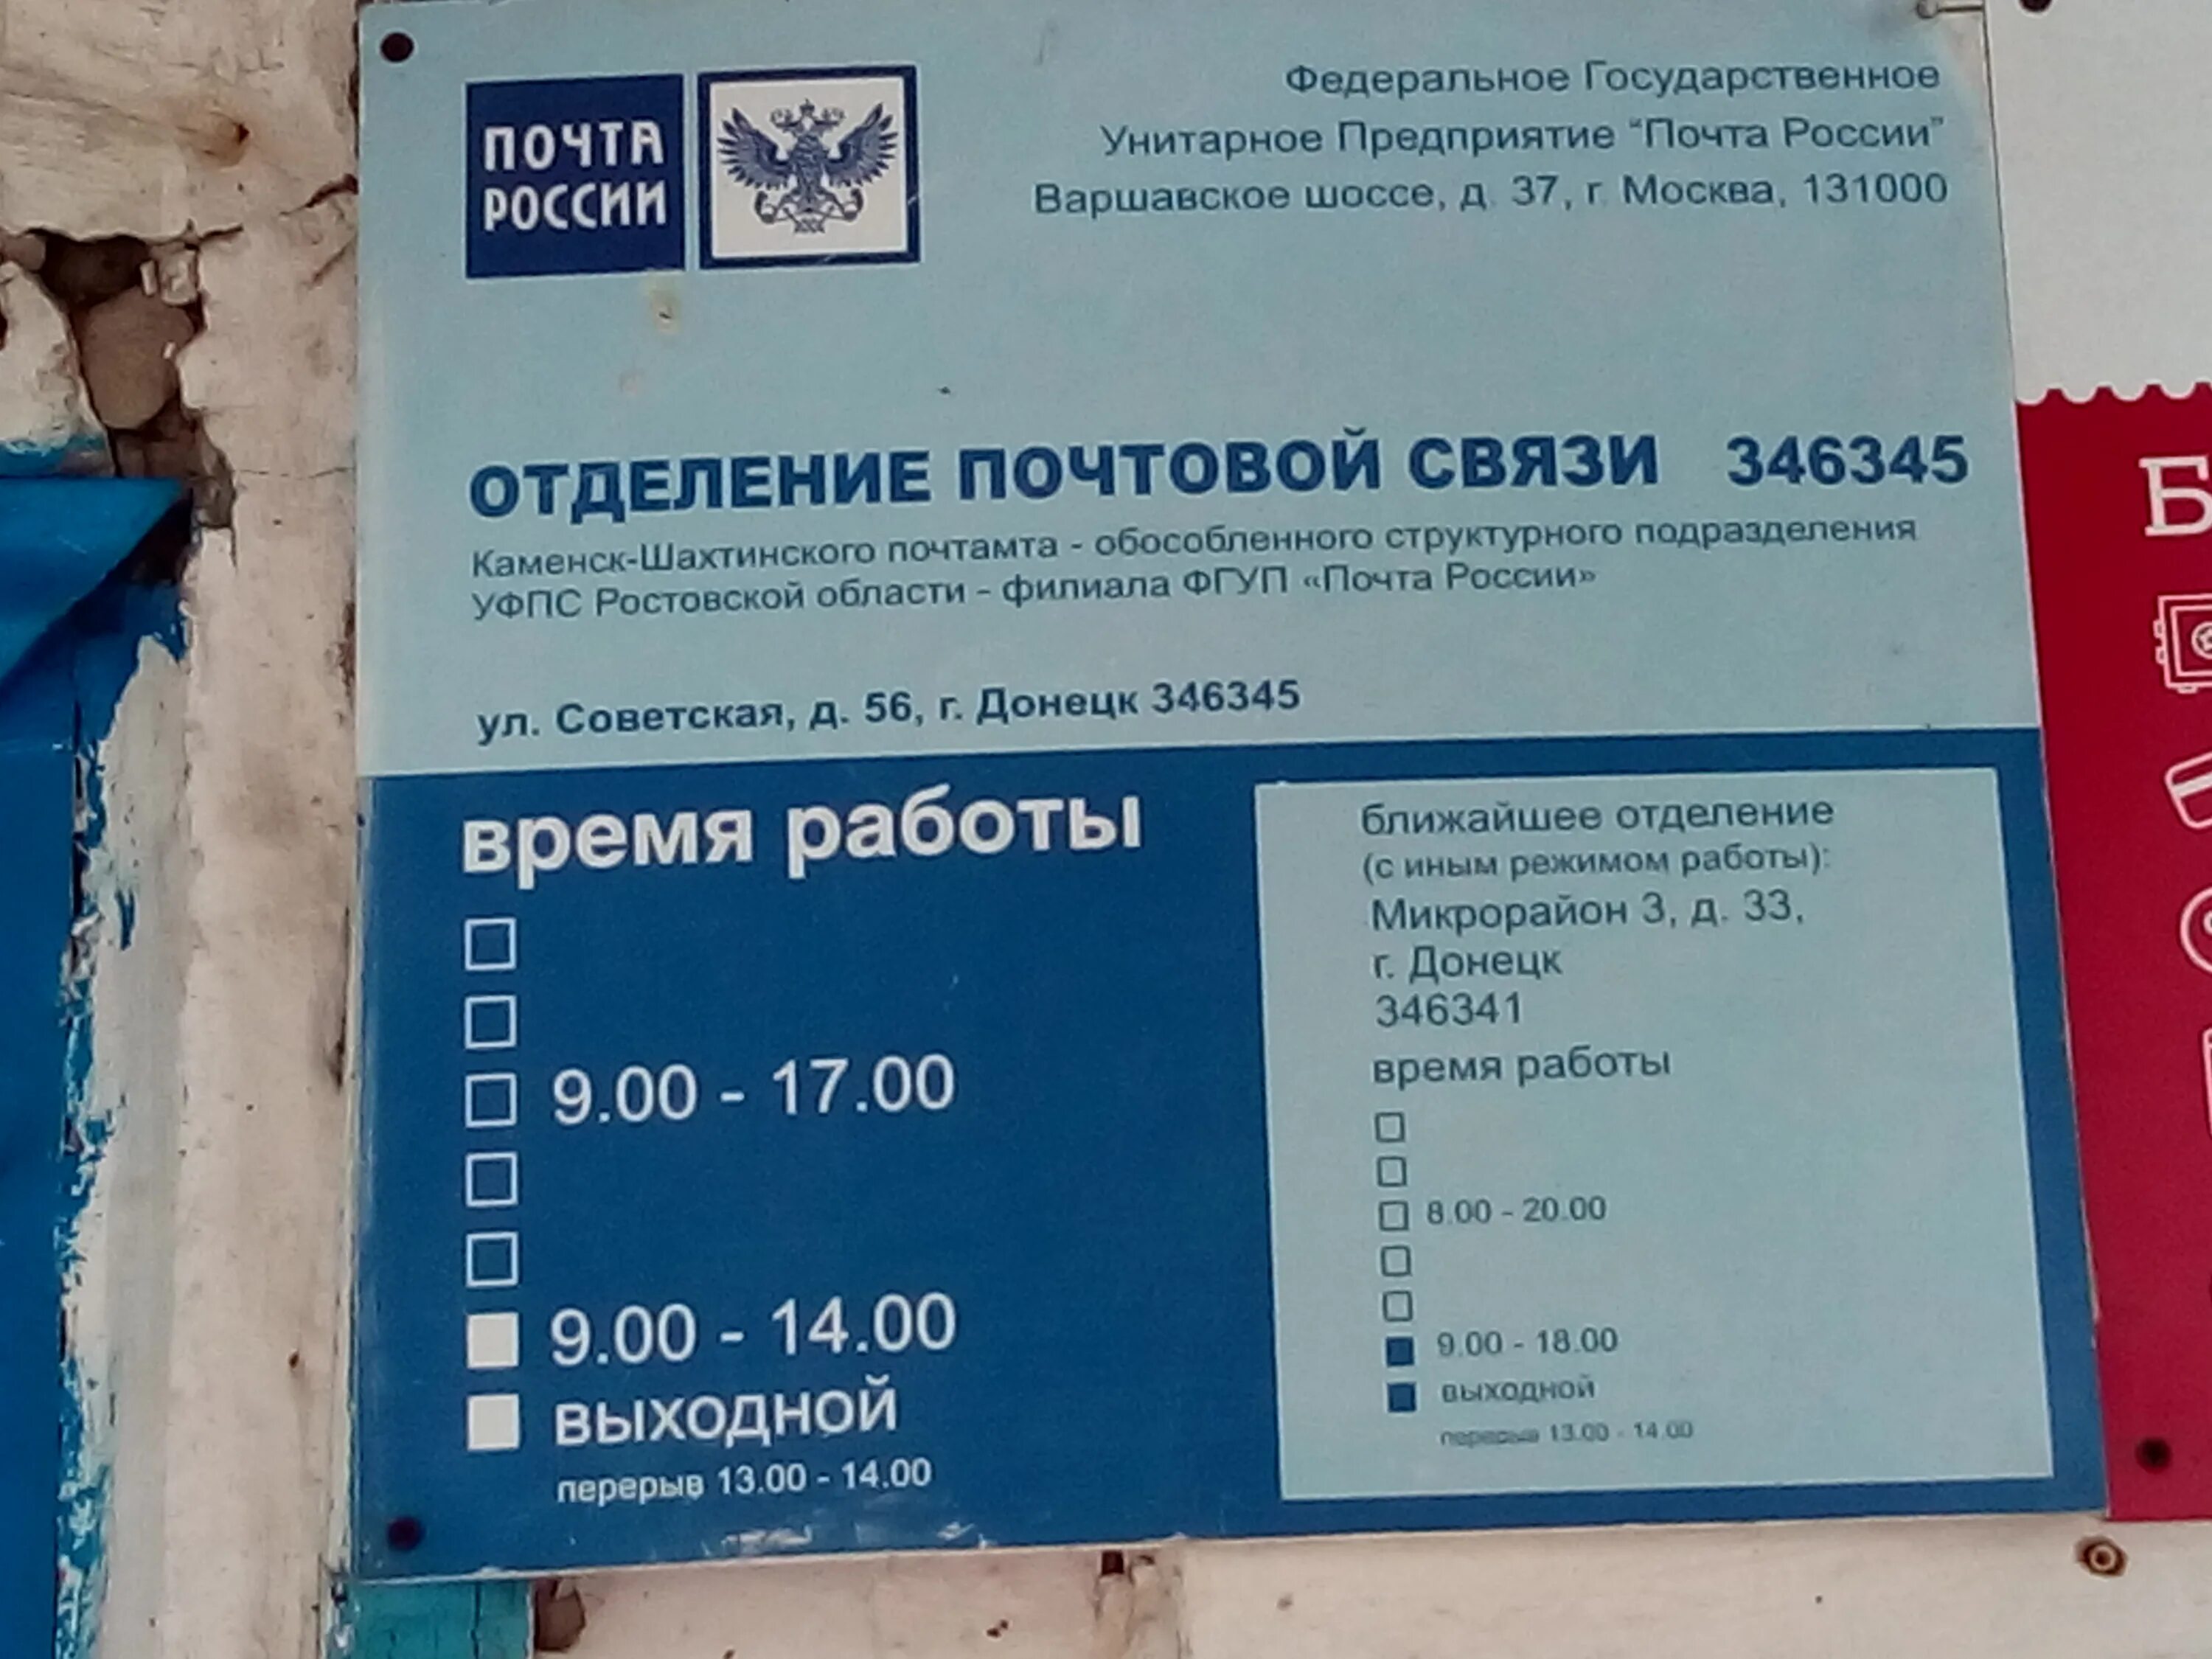 ПОЧТА
РОССИИ
Федеральное Государственное
Унитарное Предприятие “Почта России”
Варшавское шоссе, д. 37, г. Москва, 131000
ОТДЕЛЕНИЕ ПОЧТОВОЙ СВЯЗИ 346345
Каменск-Шахтинского почтамта - обособленного структурного подразделения
УФПС Ростовской области - филиала ФГУП «Почта России»
ул. Советская, д. 56, г. Донецк 346345
время работы
9.00 - 17.00
9.00 - 14.00
выходной
перерыв 13.00 - 14.00
ближайшее отделение
(с иным режимом работы):
Микрорайон 3, д. 33,
г. Донецк
346341
время работы
8.00 - 20.00
9.00 - 18.00
выходной
перерыв 13.00 - 14.00
Б